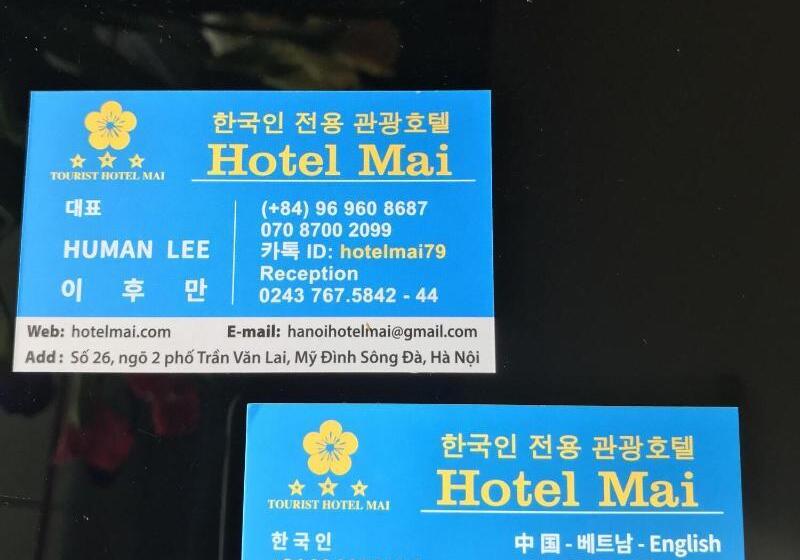 한국인 전용 관광호텔
Hotel Mai
TOURIST HOTEL MAI
대표
HUMAN LEE
이 후 만
(+84) 96 960 8687
070 8700 2099
카톡 ID: hotelmai79
Reception
0243 767.5842 - 44
Web: hotelmai.com E-mail: hanoihotelmai@gmail.com
Add : Số 26, ngõ 2 phố Trần Văn Lai, Mỹ Đình Sông Đà, Hà Nội
한국인 전용 관광호텔
Hotel Mai
TOURIST HOTEL MAI
한국인
中国 - 베트남 - English